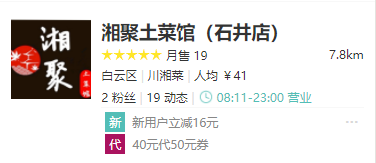 湘聚
土菜馆
湘聚土菜馆（石井店）
月售 19
7.8km
白云区 | 川湘菜 | 人均 ¥ 41
2 粉丝 | 19 动态 | 08:11-23:00 营业
新 新用户立减16元
代 40元代50元券